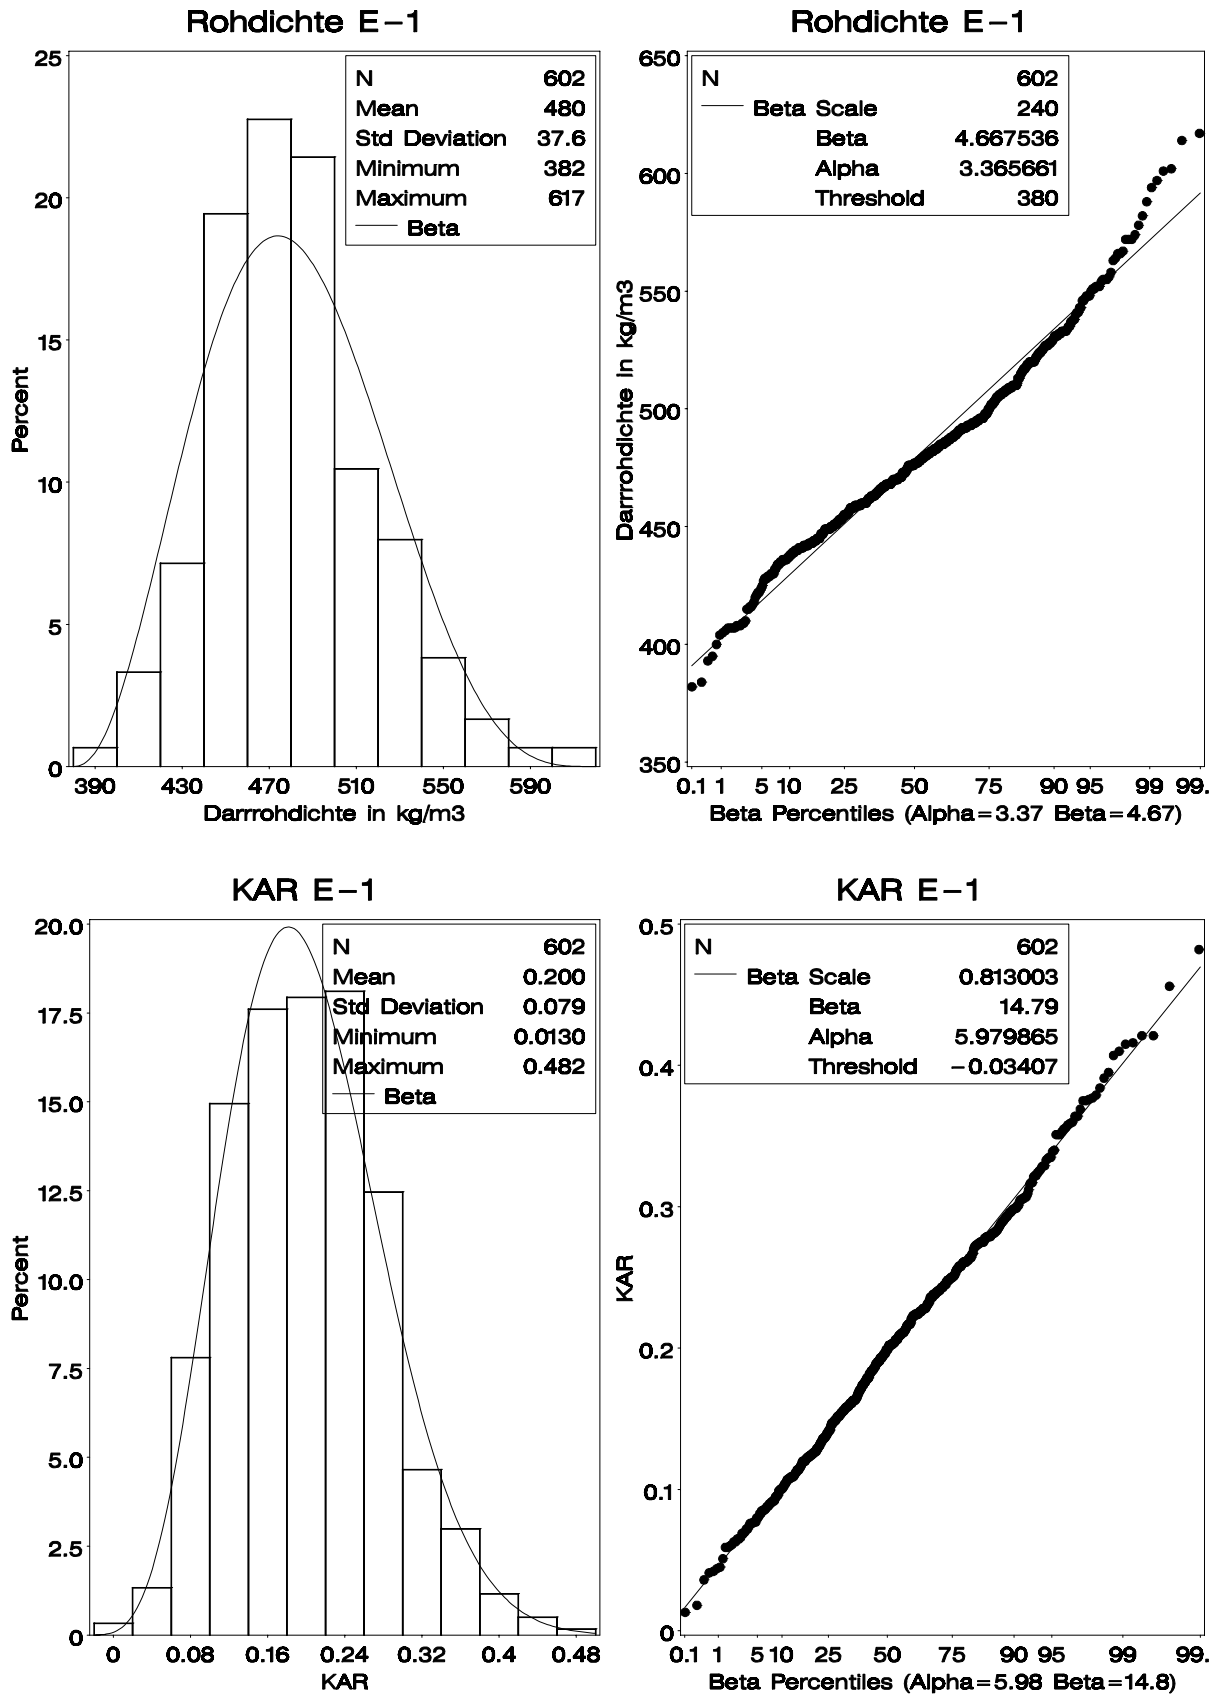 Rohdichte E−1
25
20
15
10
5
0
Percent
N 602
Mean 480
Std Deviation 37.6
Minimum 382
Maximum 617
Beta
390 430 470 510 550 590
Darrrohdichte in kg/m3
Rohdichte E−1
650
600
550
500
450
400
350
Darrrohdichte in kg/m3
N 602
Beta Scale 240
Beta 4.667536
Alpha 3.365661
Threshold 380
0.1 1 5 10 25 50 75 90 95 99 99.
Beta Percentiles (Alpha=3.37 Beta=4.67)
KAR E−1
20.0
17.5
15.0
12.5
10.0
7.5
5.0
2.5
0
Percent
N 602
Mean 0.200
Std Deviation 0.079
Minimum 0.0130
Maximum 0.482
Beta
0 0.08 0.16 0.24 0.32 0.4 0.48
KAR
KAR E−1
0.5
0.4
0.3
0.2
0.1
0
KAR
N 602
Beta Scale 0.813003
Beta 14.79
Alpha 5.979865
Threshold −0.03407
0.1 1 5 10 25 50 75 90 95 99 99.
Beta Percentiles (Alpha=5.98 Beta=14.8)